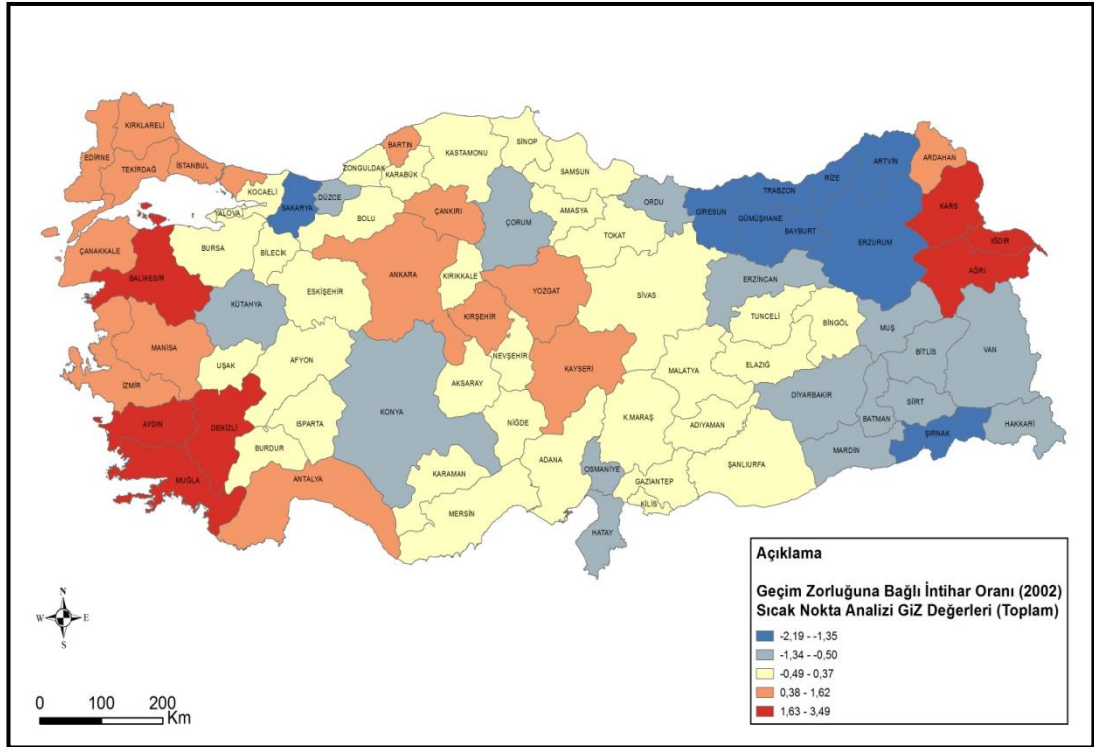 KIRKLARELİ
EDİRNE
TEKİRDAĞ
İSTANBUL
KOCAELİ
YALOVA
SAKARYA
DÜZCE
ZONGULDAK
BARTIN
KARABÜK
KASTAMONU
SİNOP
SAMSUN
BOLU
ÇANKIRI
ÇORUM
AMASYA
TOKAT
ORDU
GİRESUN
TRABZON
GÜMÜŞHANE
BAYBURT
RİZE
ARTVİN
ARDAHAN
KARS
IĞDIR
AĞRI
ERZURUM
ERZİNCAN
ÇANAKKALE
BALIKESİR
BURSA
BİLECİK
ESKİŞEHİR
KÜTAHYA
ANKARA
KIRIKKALE
KIRŞEHİR
YOZGAT
SİVAS
KAYSERİ
NEVŞEHİR
TUNCELİ
BİNGÖL
ELAZIĞ
MALATYA
MUŞ
BİTLİS
VAN
MANİSA
İZMİR
UŞAK
AFYON
AKSARAY
NİĞDE
KONYA
K.MARAŞ
ADIYAMAN
DİYARBAKIR
BATMAN
SİİRT
ŞIRNAK
HAKKARİ
MARDİN
ŞANLIURFA
AYDIN
DENİZLİ
ISPARTA
BURDUR
MUĞLA
ANTALYA
KARAMAN
MERSİN
ADANA
OSMANİYE
GAZİANTEP
KİLİS
HATAY
Açıklama
Geçim Zorluğuna Bağlı İntihar Oranı (2002)
Sıcak Nokta Analizi GiZ Değerleri (Toplam)
-2,19 - -1,35
-1,34 - -0,50
-0,49 - 0,37
0,38 - 1,62
1,63 - 3,49
N
W E
S
0 100 200
Km